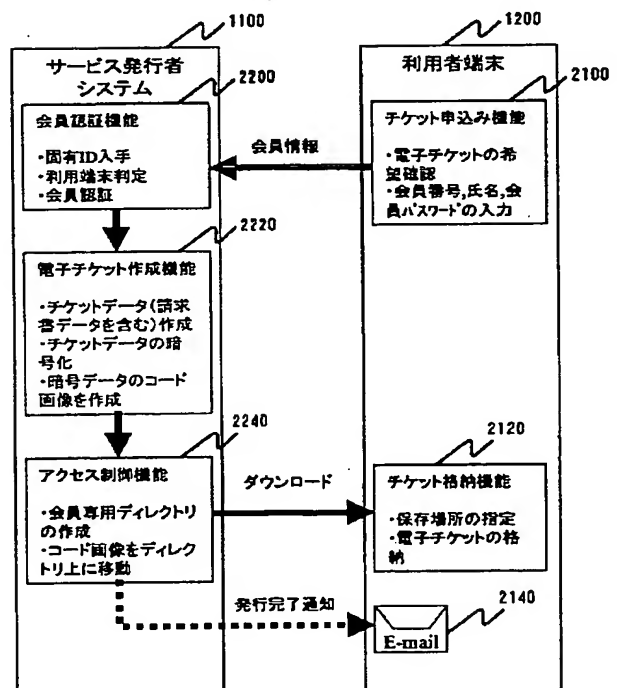 1100
1200
サービス発行者
システム
利用者端末
2200
会員認証機能
・固有ID入手
・利用端末判定
・会員認証
会員情報
2100
チケット申込み機能
・電子チケットの希
望確認
・会員番号,氏名,会
員パスワードの入力
2220
電子チケット作成機能
・チケットデータ(請求
書データを含む)作成
・チケットデータの暗
号化
・暗号データのコード
画像を作成
2240
アクセス制御機能
・会員専用ディレクトリ
の作成
・コード画像をディレク
トリ上に移動
ダウンロード
2120
チケット格納機能
・保存場所の指定
・電子チケットの格
納
発行完了通知
2140
E-mail